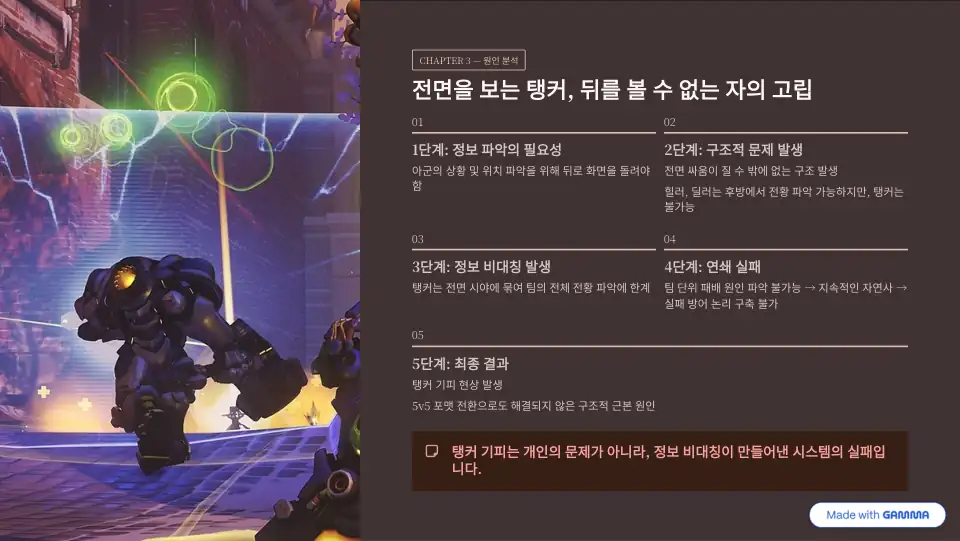 CHAPTER 3 — 원인 분석
전면을 보는 탱커, 뒤를 볼 수 없는 자의 고립
01
1단계: 정보 파악의 필요성
아군의 상황 및 위치 파악을 위해 뒤로 화면을 돌려야
함
02
2단계: 구조적 문제 발생
전면 싸움이 질 수 밖에 없는 구조 발생
힐러, 딜러는 후방에서 전황 파악 가능하지만, 탱커는
불가능
03
3단계: 정보 비대칭 발생
탱커는 전면 시야에 묶여 팀의 전체 전황 파악에 한계
04
4단계: 연쇄 실패
팀 단위 패배 원인 파악 불가능 → 지속적인 자연사 →
실패 방어 논리 구축 불가
05
5단계: 최종 결과
탱커 기피 현상 발생
5v5 포맷 전환으로도 해결되지 않은 구조적 근본 원인
탱커 기피는 개인의 문제가 아니라, 정보 비대칭이 만들어낸 시스템의 실패입
니다.
Made with GAMMA